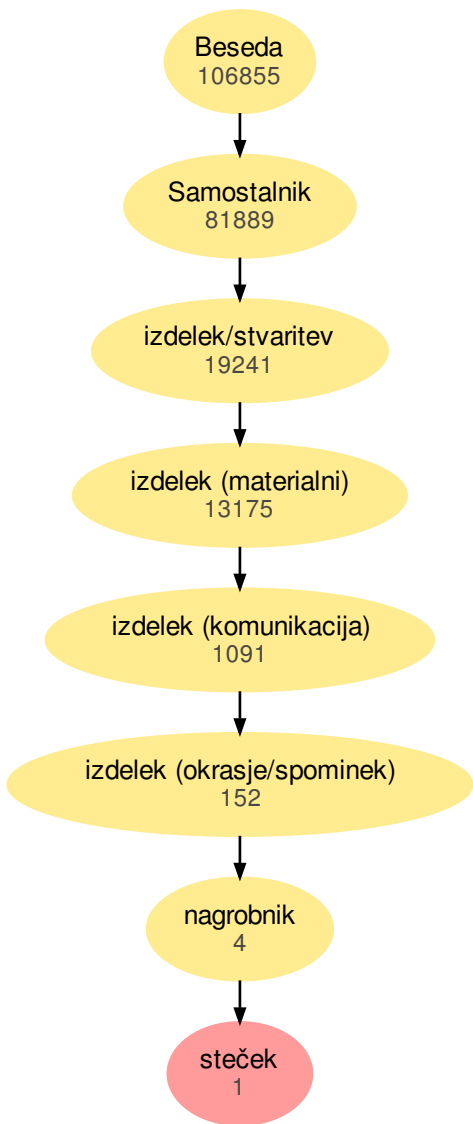 Beseda
106855
Samostalnik
81889
izdelek/stvaritev
19241
izdelek (materialni)
13175
izdelek (komunikacija)
1091
izdelek (okrasje/spominek)
152
nagrobnik
4
steček
1